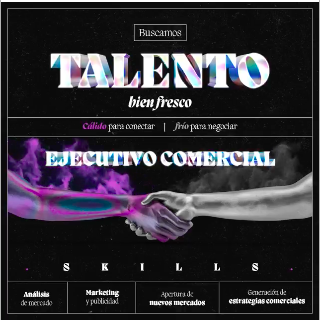 Buscamos
TALENTO
bien fresco
Cálido para conectar | frío para negociar
EJECUTIVO COMERCIAL
SKILLS
Análisis
de mercado
Marketing
y publicidad
Apertura de
nuevos mercados
Generación de
estrategias comerciales